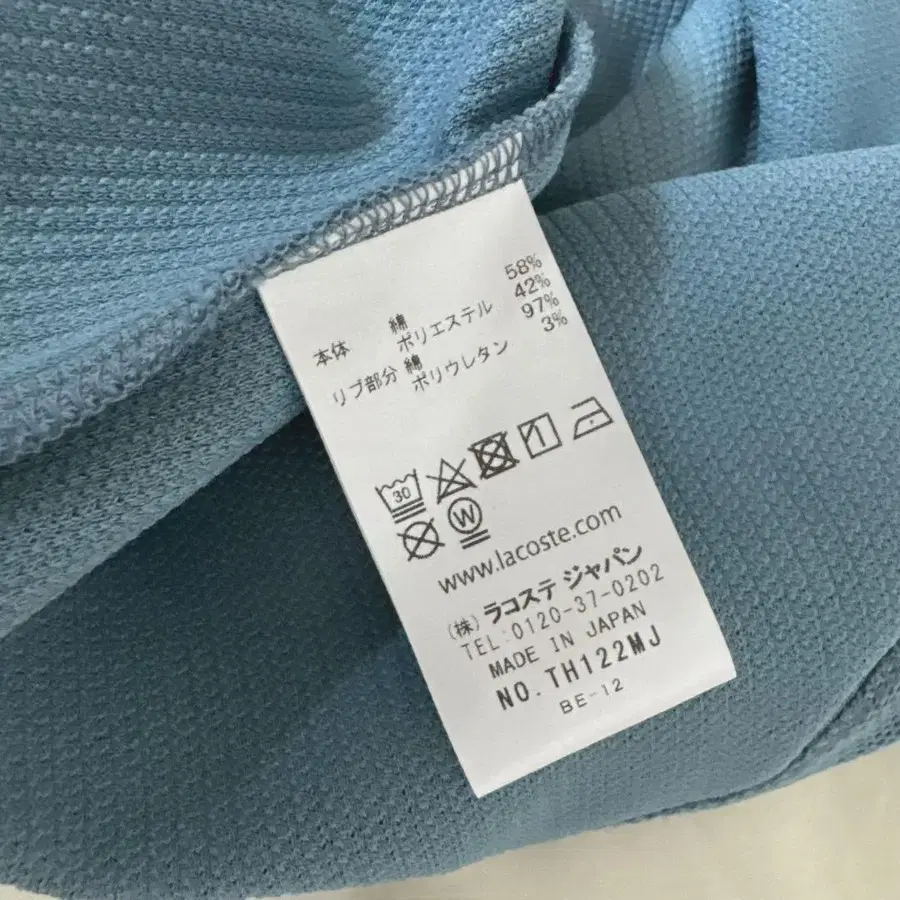 本体 綿 58%
ポリエステル 42%
リブ部分 綿 97%
ポリウレタン 3%
30
W
www.lacoste.com
(株) ラコステ ジャパン
TEL:0120-37-0202
MADE IN JAPAN
NO.TH122MJ
BE-12